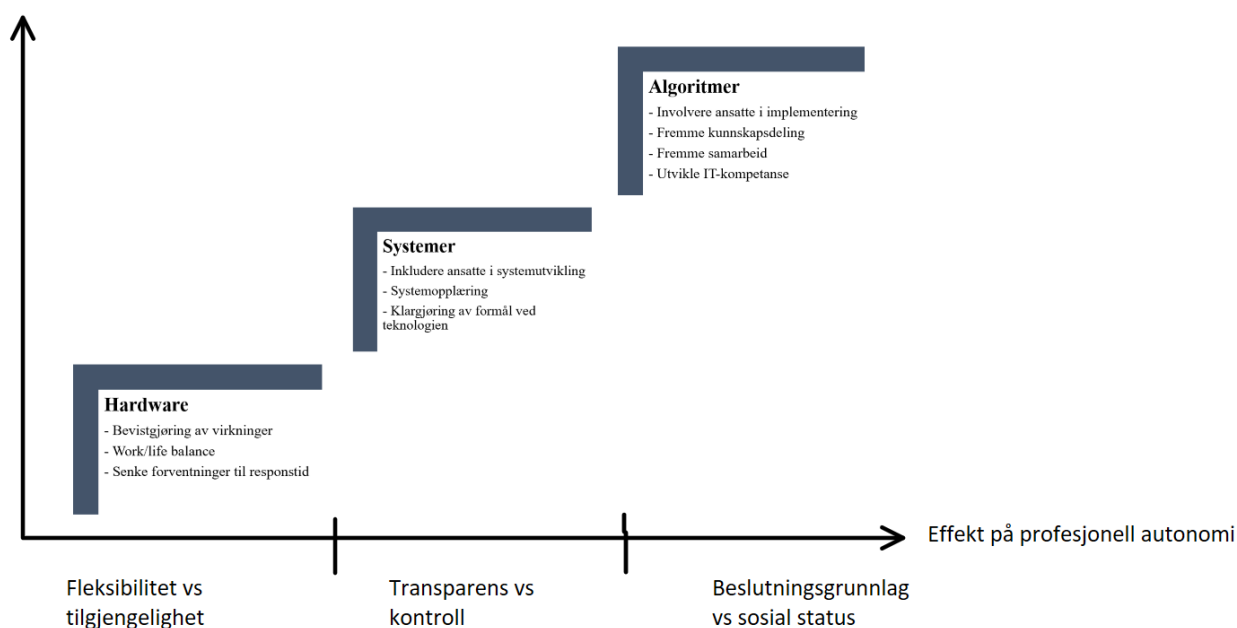 Algoritmer
- Involvere ansatte i implementering
- Fremme kunnskapsdeling
- Fremme samarbeid
- Utvikle IT-kompetanse
Systemer
- Inkludere ansatte i systemutvikling
- Systemopplæring
- Klargjøring av formål ved
teknologien
Hardware
- Bevistgjøring av virkninger
- Work/life balance
- Senke forventninger til responstid
Effekt på profesjonell autonomi
Fleksibilitet vs
tilgjengelighet
Transparens vs
kontroll
Beslutningsgrunnlag
vs sosial status